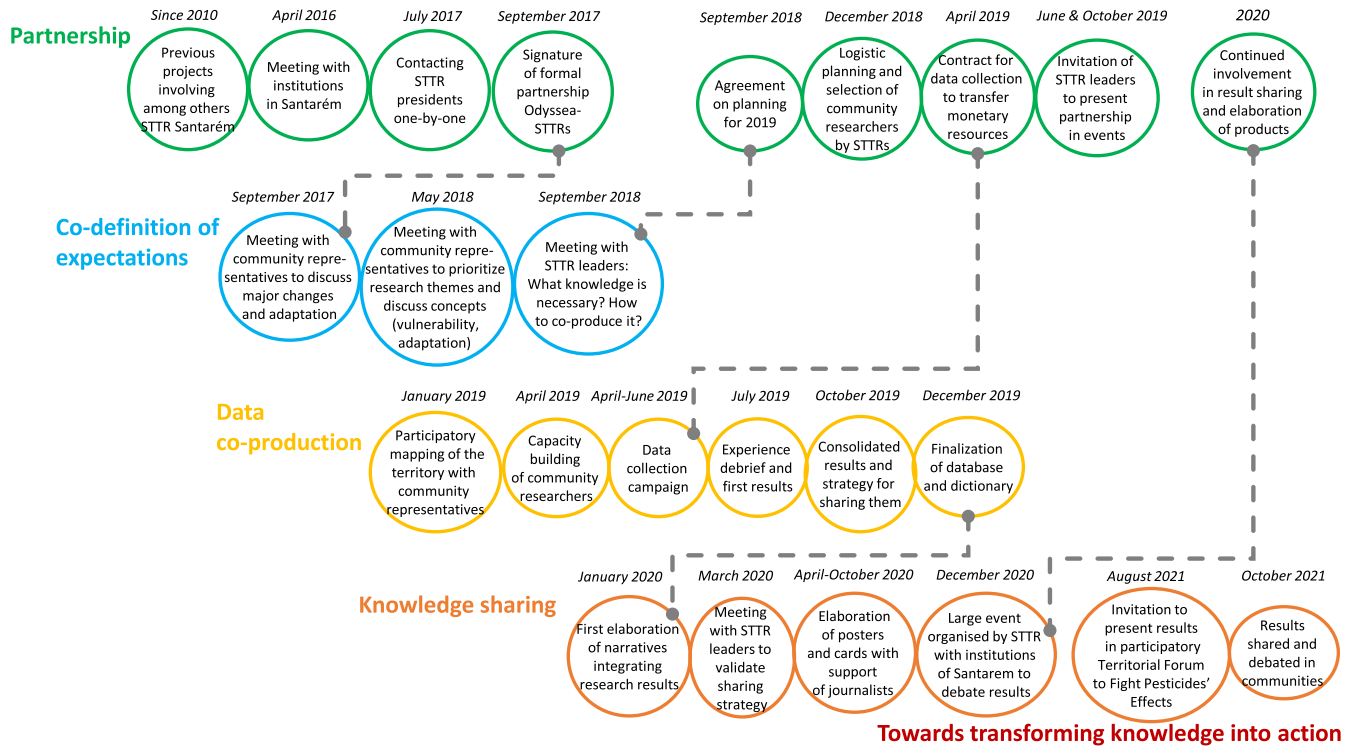 Partnership
Since 2010
Previous
projects
involving
among others
STTR Santarém
April 2016
Meeting with
institutions
in Santarém
July 2017
Contacting
STTR
presidents
one-by-one
September 2017
Signature
of formal
partnership
Odyssea-
STTRs
September 2018
Agreement
on planning
for 2019
December 2018
Logistic
planning and
selection of
community
researchers
by STTRs
April 2019
Contract for
data collection
to transfer
monetary
resources
June & October 2019
Invitation of
STTR leaders
to present
partnership
in events
2020
Continued
involvement
in result sharing
and elaboration
of products
Co-definition of
expectations
September 2017
Meeting with
community repre-
sentatives to discuss
major changes
and adaptation
May 2018
Meeting with
community repre-
sentatives to prioritize
research themes and
discuss concepts
(vulnerability,
adaptation)
September 2018
Meeting with
STTR leaders:
What knowledge is
necessary? How
to co-produce it?
Data
co-production
January 2019
Participatory
mapping of the
territory with
community
representatives
April 2019
Capacity
building
of community
researchers
April-June 2019
Data
collection
campaign
July 2019
Experience
debrief and
first results
October 2019
Consolidated
results and
strategy for
sharing them
December 2019
Finalization
of database
and dictionary
Knowledge sharing
January 2020
First elaboration
of narratives
integrating
research results
March 2020
Meeting
with STTR
leaders to
validate
sharing
strategy
April-October 2020
Elaboration
of posters
and cards with
support
of journalists
December 2020
Large event
organised by STTR
with institutions
of Santarem to
debate results
August 2021
Invitation to
present results
in participatory
Territorial Forum
to Fight Pesticides’
Effects
October 2021
Results
shared and
debated in
communities
Towards transforming knowledge into action